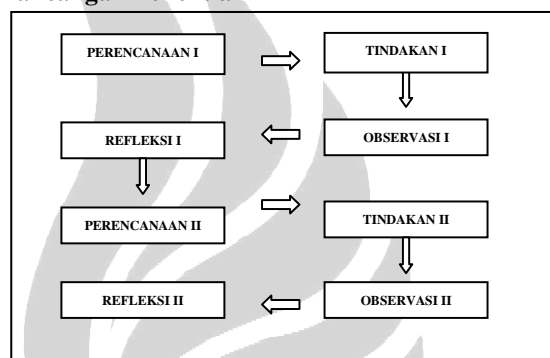 PERENCANAAN I
TINDAKAN I
REFLEKSI I
OBSERVASI I
PERENCANAAN II
TINDAKAN II
REFLEKSI II
OBSERVASI II